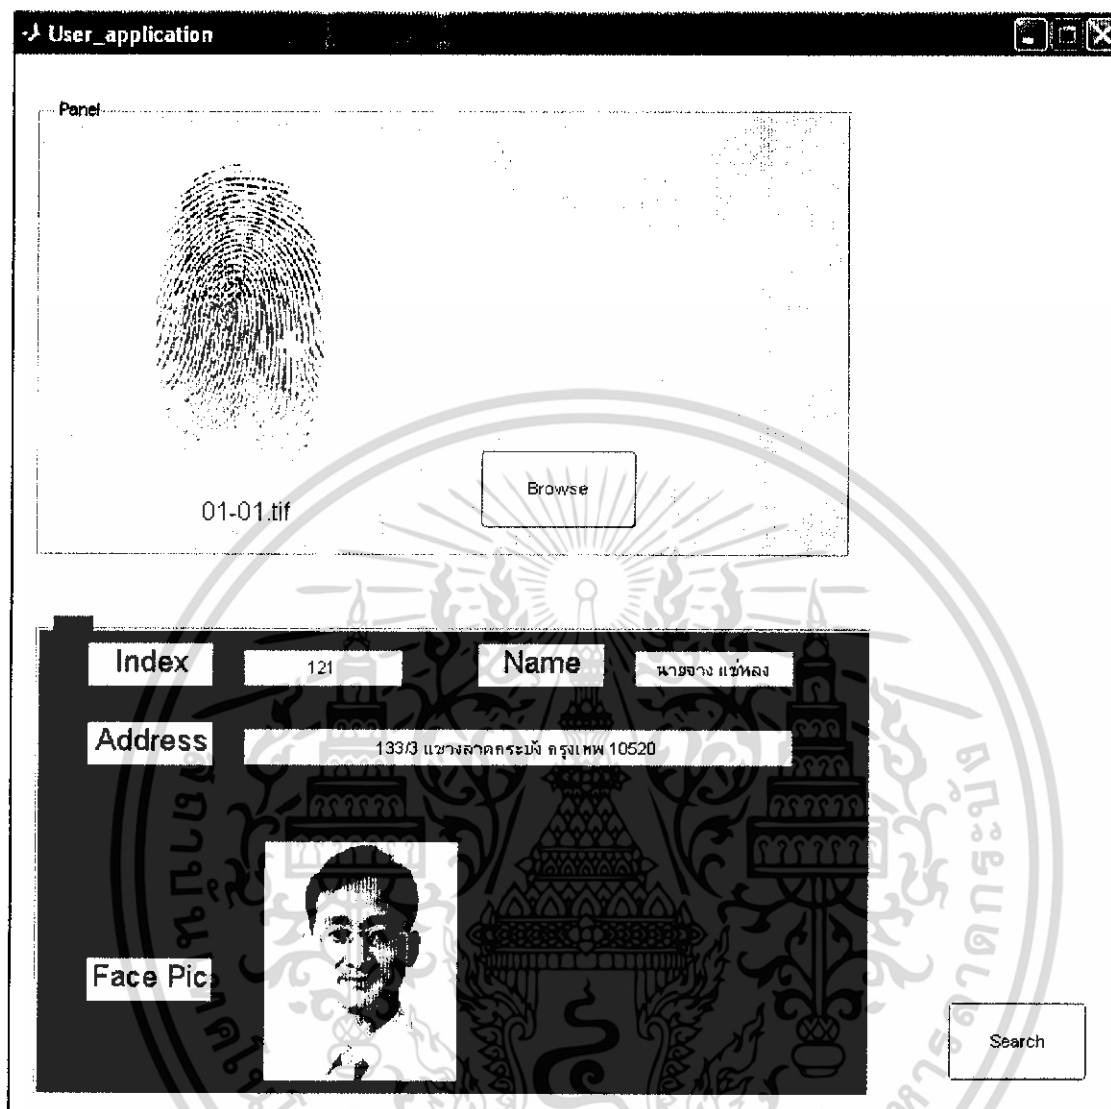 User_application
Panel
01-01.tif
Browse
Index 121 Name นายจาง แซ่หลง
Address 133/3 แขวงลาดกระบัง กรุงเทพ 10520
Face Pic
Search